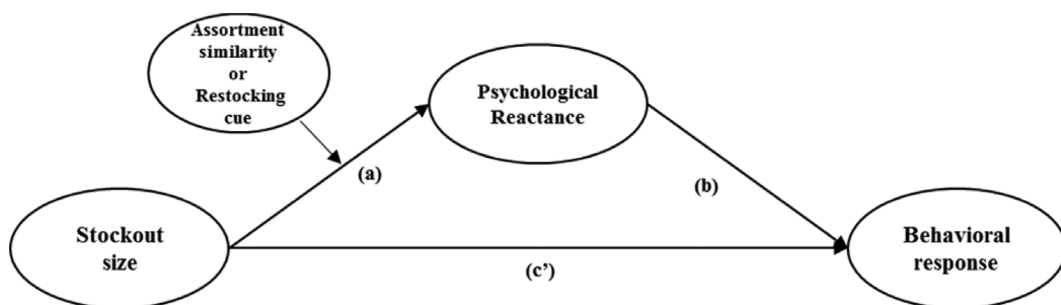 Assortment
similarity
or
Restocking
cue
Psychological
Reactance
(a)
(b)
Stockout
size
Behavioral
response
(c’)